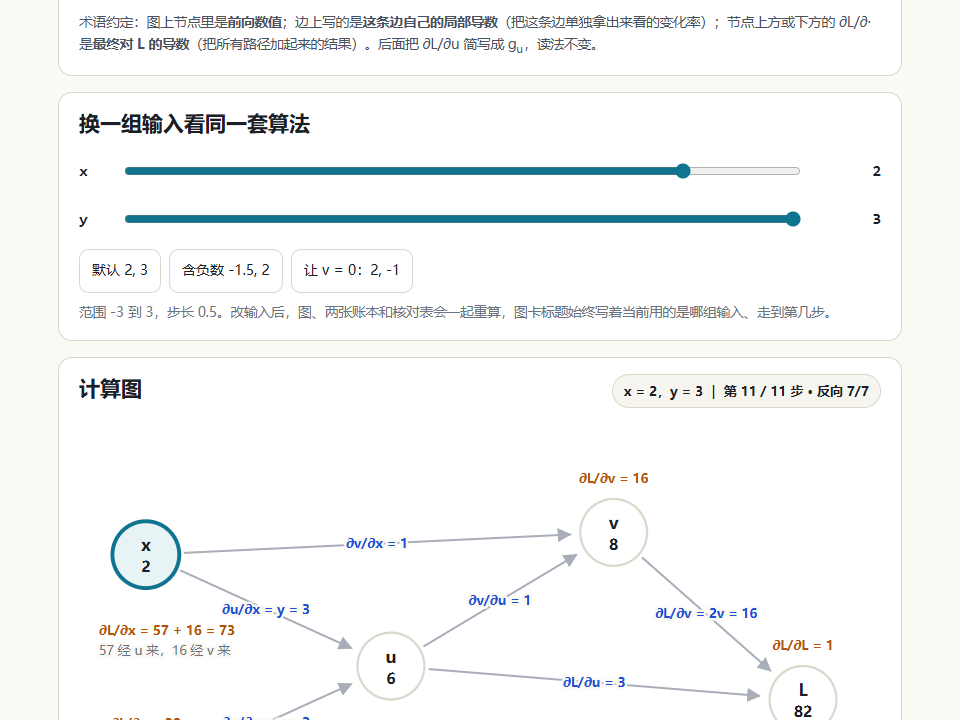 术语约定：图上节点里是前向数值；边上写的是这条边自己的局部导数（把这条边单独拿出来看的变化率）；节点上方或下方的 ∂L/∂·
是最终对 L 的导数（把所有路径加起来的结果）。后面把 ∂L/∂u 简写成 gu，读法不变。
换一组输入看同一套算法
x 2
y 3
默认 2, 3 含负数 -1.5, 2 让 v = 0：2, -1
范围 -3 到 3，步长 0.5。改输入后，图、两张账本和核对表会一起重算，图卡标题始终写着当前用的是哪组输入、走到第几步。
计算图
x = 2，y = 3 ｜ 第 11 / 11 步 • 反向 7/7
∂L/∂v = 16
v
8
x
2
∂v/∂x = 1
∂v/∂u = 1
∂u/∂x = y = 3
∂L/∂v = 2v = 16
∂L/∂x = 57 + 16 = 73
57 经 u 来，16 经 v 来
∂L/∂L = 1
u
6
∂L/∂u = 3
L
82